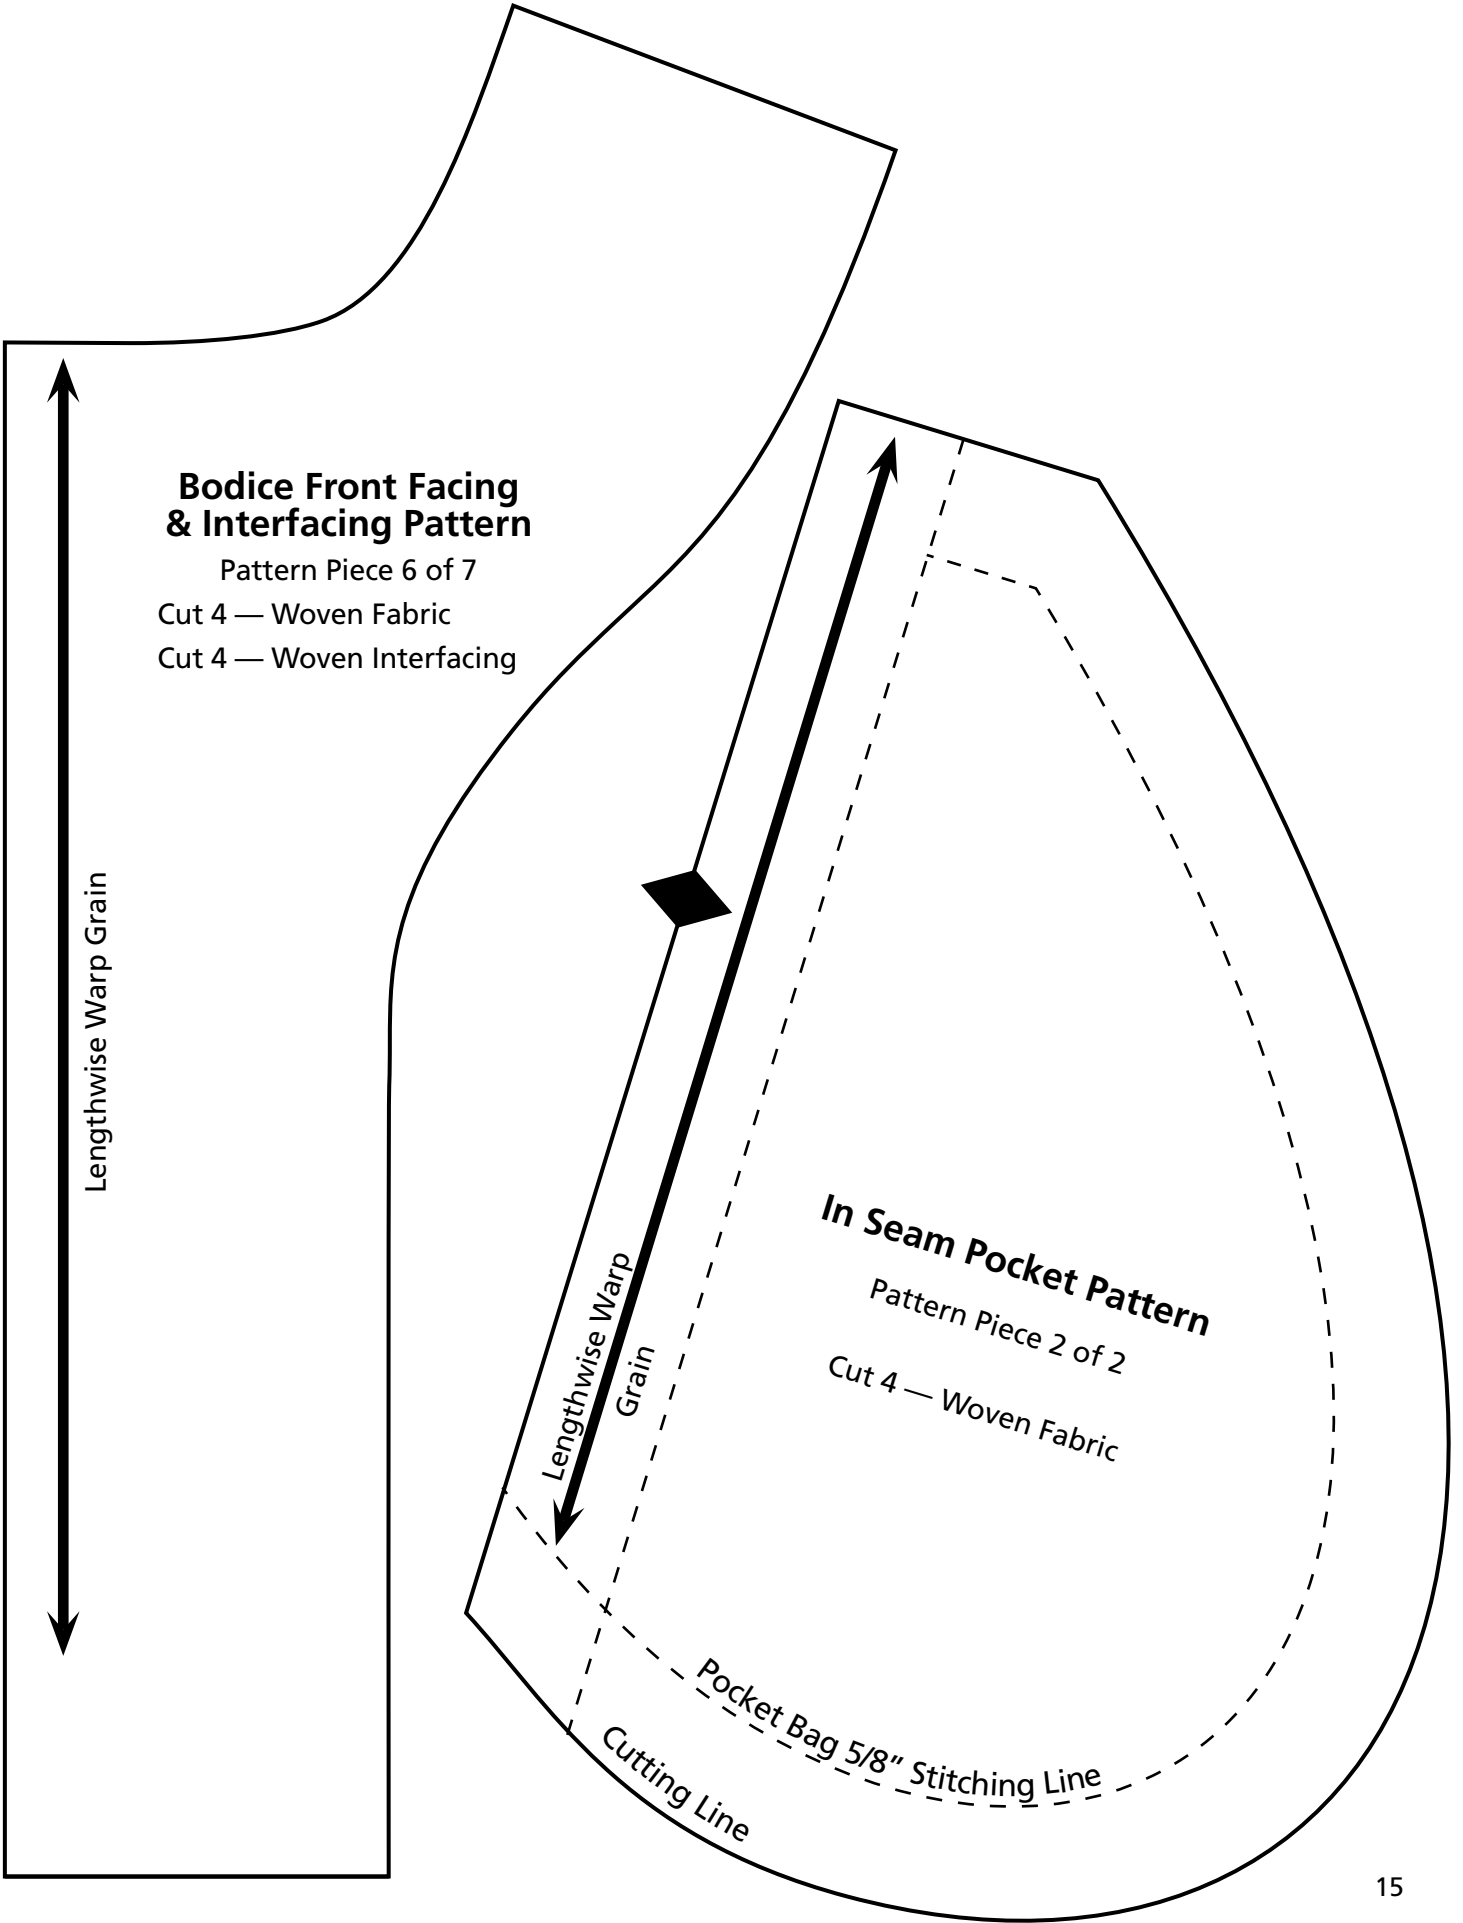 Bodice Front Facing
& Interfacing Pattern
Pattern Piece 6 of 7
Cut 4 — Woven Fabric
Cut 4 — Woven Interfacing
Lengthwise Warp Grain
Lengthwise Warp
Grain
In Seam Pocket Pattern
Pattern Piece 2 of 2
Cut 4 — Woven Fabric
Pocket Bag 5/8” Stitching Line
Cutting Line
15